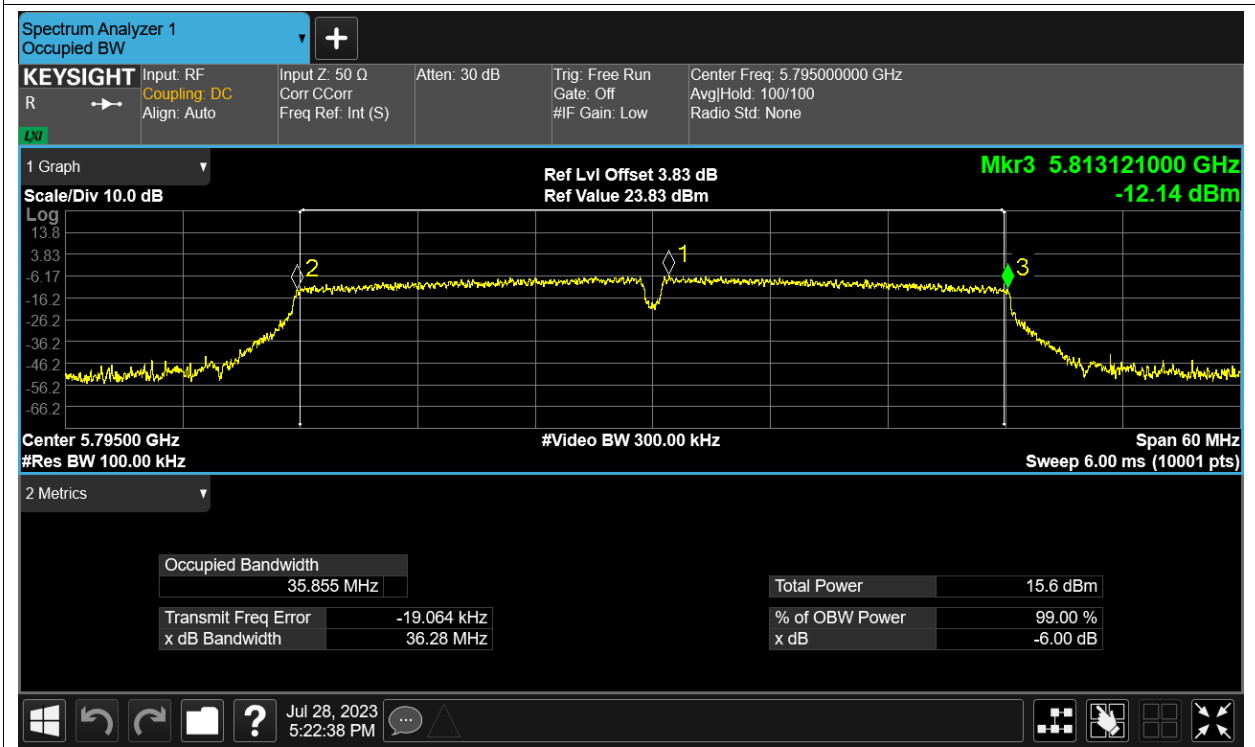 Spectrum Analyzer 1
Occupied BW
KEYSIGHT
R
LXI
Input: RF
Coupling: DC
Align: Auto
Input Z: 50 Ω
Corr CCorr
Freq Ref: Int (S)
Atten: 30 dB
Trig: Free Run
Gate: Off
#IF Gain: Low
Center Freq: 5.795000000 GHz
Avg|Hold: 100/100
Radio Std: None
1 Graph
Scale/Div 10.0 dB
Ref Lvl Offset 3.83 dB
Ref Value 23.83 dBm
Mkr3 5.813121000 GHz
-12.14 dBm
Log
13.8
3.83
-6.17
-16.2
-26.2
-36.2
-46.2
-56.2
-66.2
2
1
3
Center 5.79500 GHz
#Res BW 100.00 kHz
#Video BW 300.00 kHz
Span 60 MHz
Sweep 6.00 ms (10001 pts)
2 Metrics
Occupied Bandwidth
35.855 MHz
Transmit Freq Error -19.064 kHz
x dB Bandwidth 36.28 MHz
Total Power 15.6 dBm
% of OBW Power 99.00 %
x dB -6.00 dB
?
Jul 28, 2023
5:22:38 PM